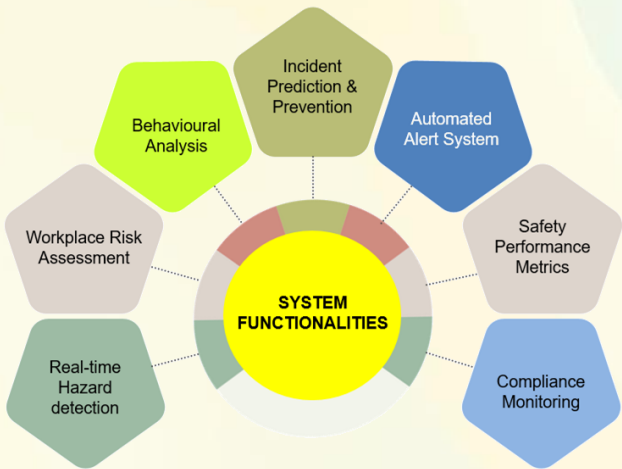 Incident
Prediction &
Prevention
Behavioural
Analysis
Automated
Alert System
Workplace Risk
Assessment
Safety
Performance
Metrics
SYSTEM
FUNCTIONALITIES
Real-time
Hazard
detection
Compliance
Monitoring